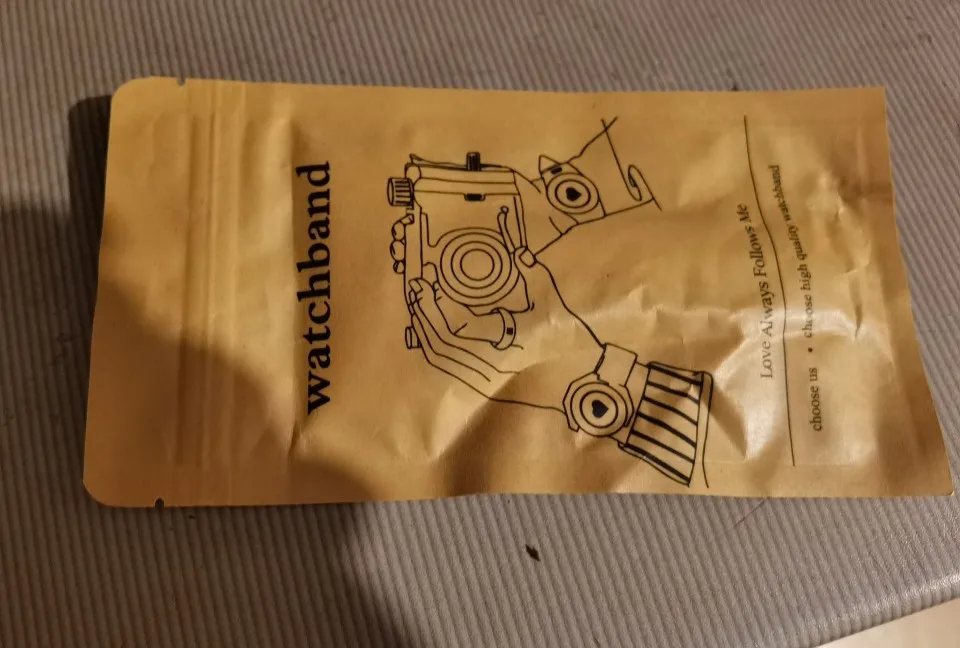 watchband
Love Always Follows Me
choose us • choose high quality watchband